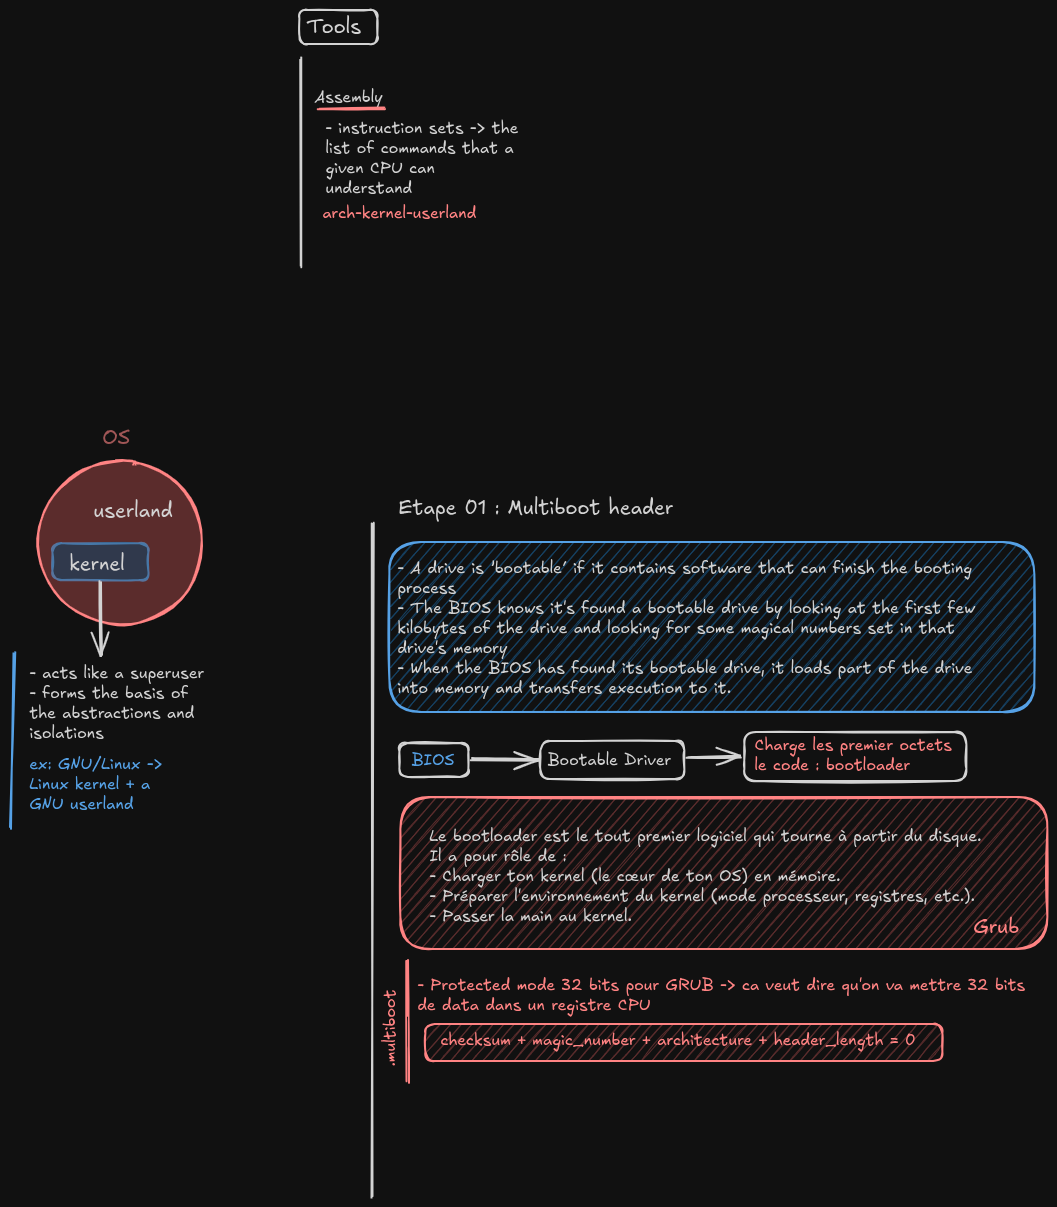 Tools
Assembly
- instruction sets -> the
list of commands that a
given CPU can
understand
arch-kernel-userland
OS
userland
kernel
- acts like a superuser
- forms the basis of
the abstractions and
isolations
ex: GNU/Linux ->
Linux kernel + a
GNU userland
Etape 01 : Multiboot header
- A drive is 'bootable' if it contains software that can finish the booting
process
- The BIOS knows it's found a bootable drive by looking at the first few
kilobytes of the drive and looking for some magical numbers set in that
drive's memory
- When the BIOS has found its bootable drive, it loads part of the drive
into memory and transfers execution to it.
BIOS
Bootable Driver
Charge les premier octets
le code : bootloader
Le bootloader est le tout premier logiciel qui tourne à partir du disque.
Il a pour rôle de :
- Charger ton kernel (le cœur de ton OS) en mémoire.
- Préparer l'environnement du kernel (mode processeur, registres, etc.).
- Passer la main au kernel.
Grub
.multiboot
- Protected mode 32 bits pour GRUB -> ca veut dire qu'on va mettre 32 bits
de data dans un registre CPU
checksum + magic_number + architecture + header_length = 0